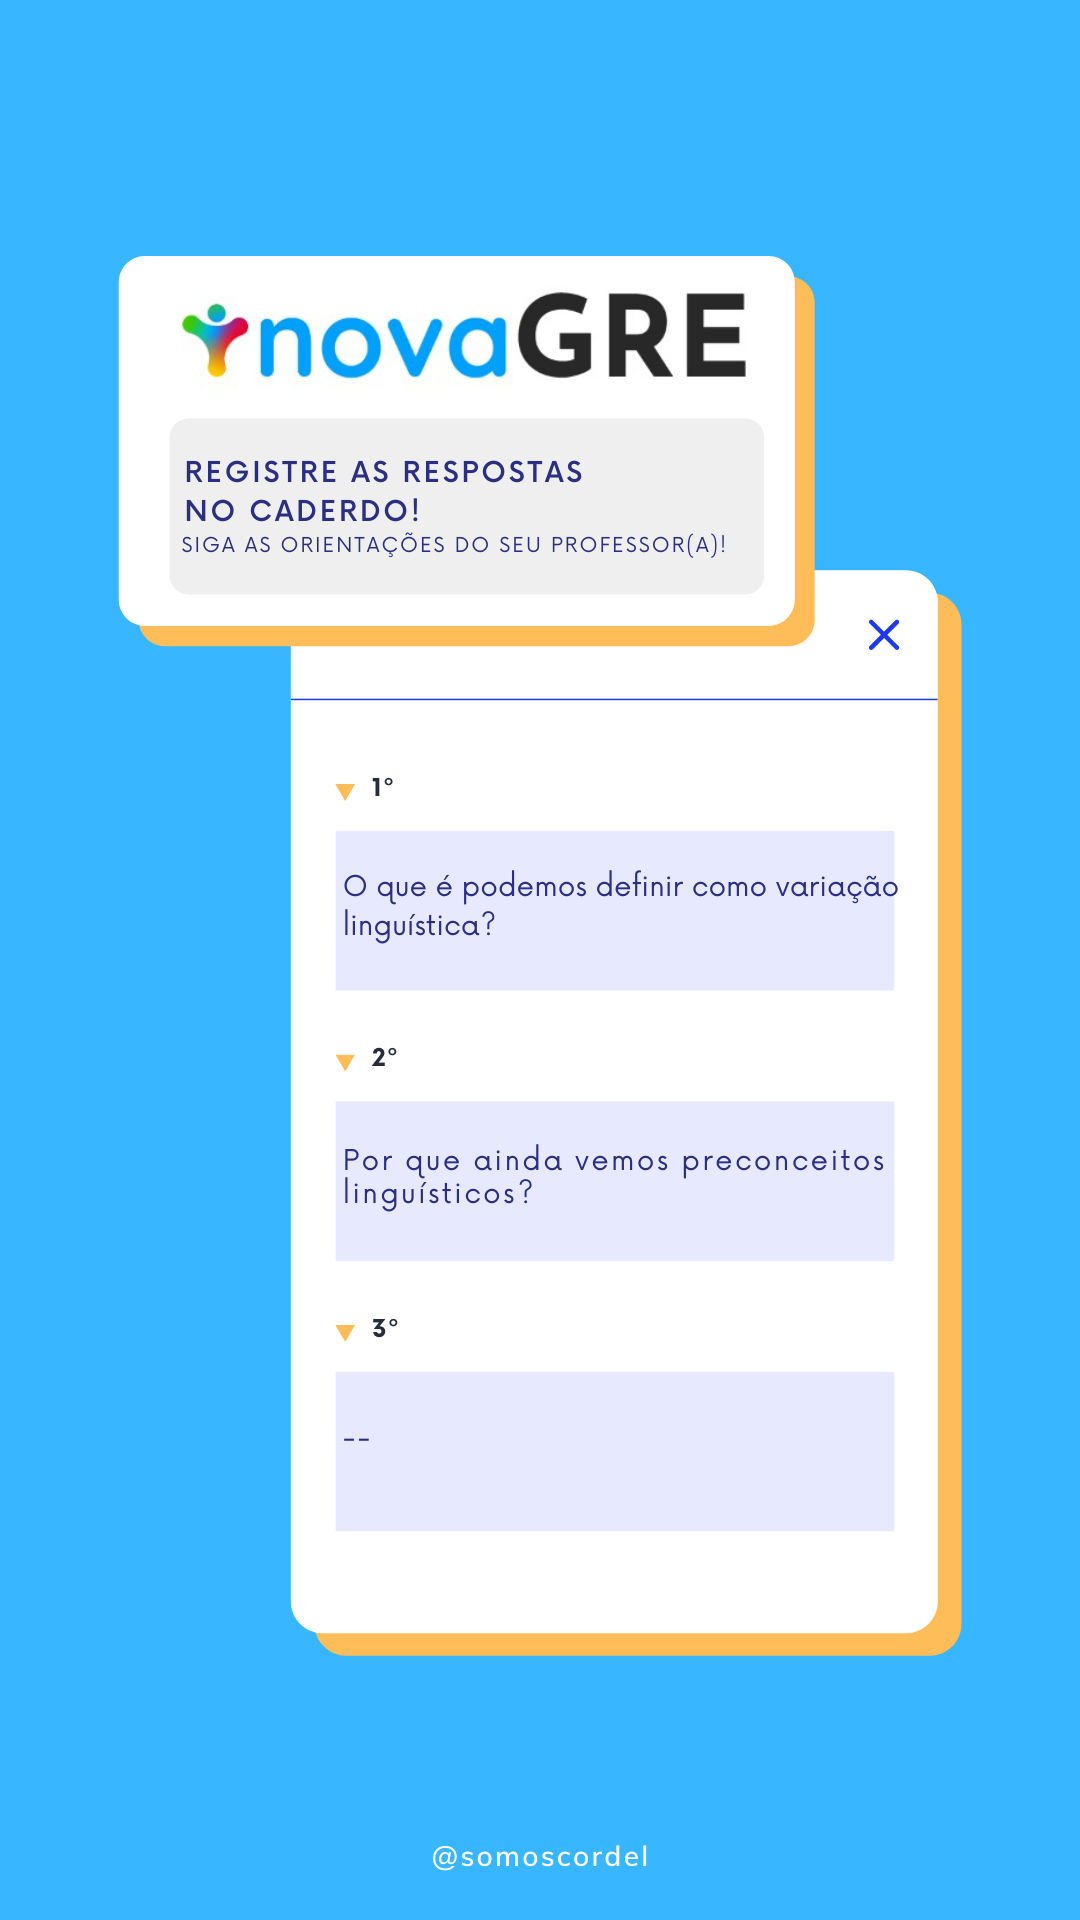 novaGRE
REGISTRE AS RESPOSTAS
NO CADERDO!
SIGA AS ORIENTAÇÕES DO SEU PROFESSOR(A)!
1°
O que é podemos definir como variação
linguística?
2°
Por que ainda vemos preconceitos
linguísticos?
3°
--
@somoscordel